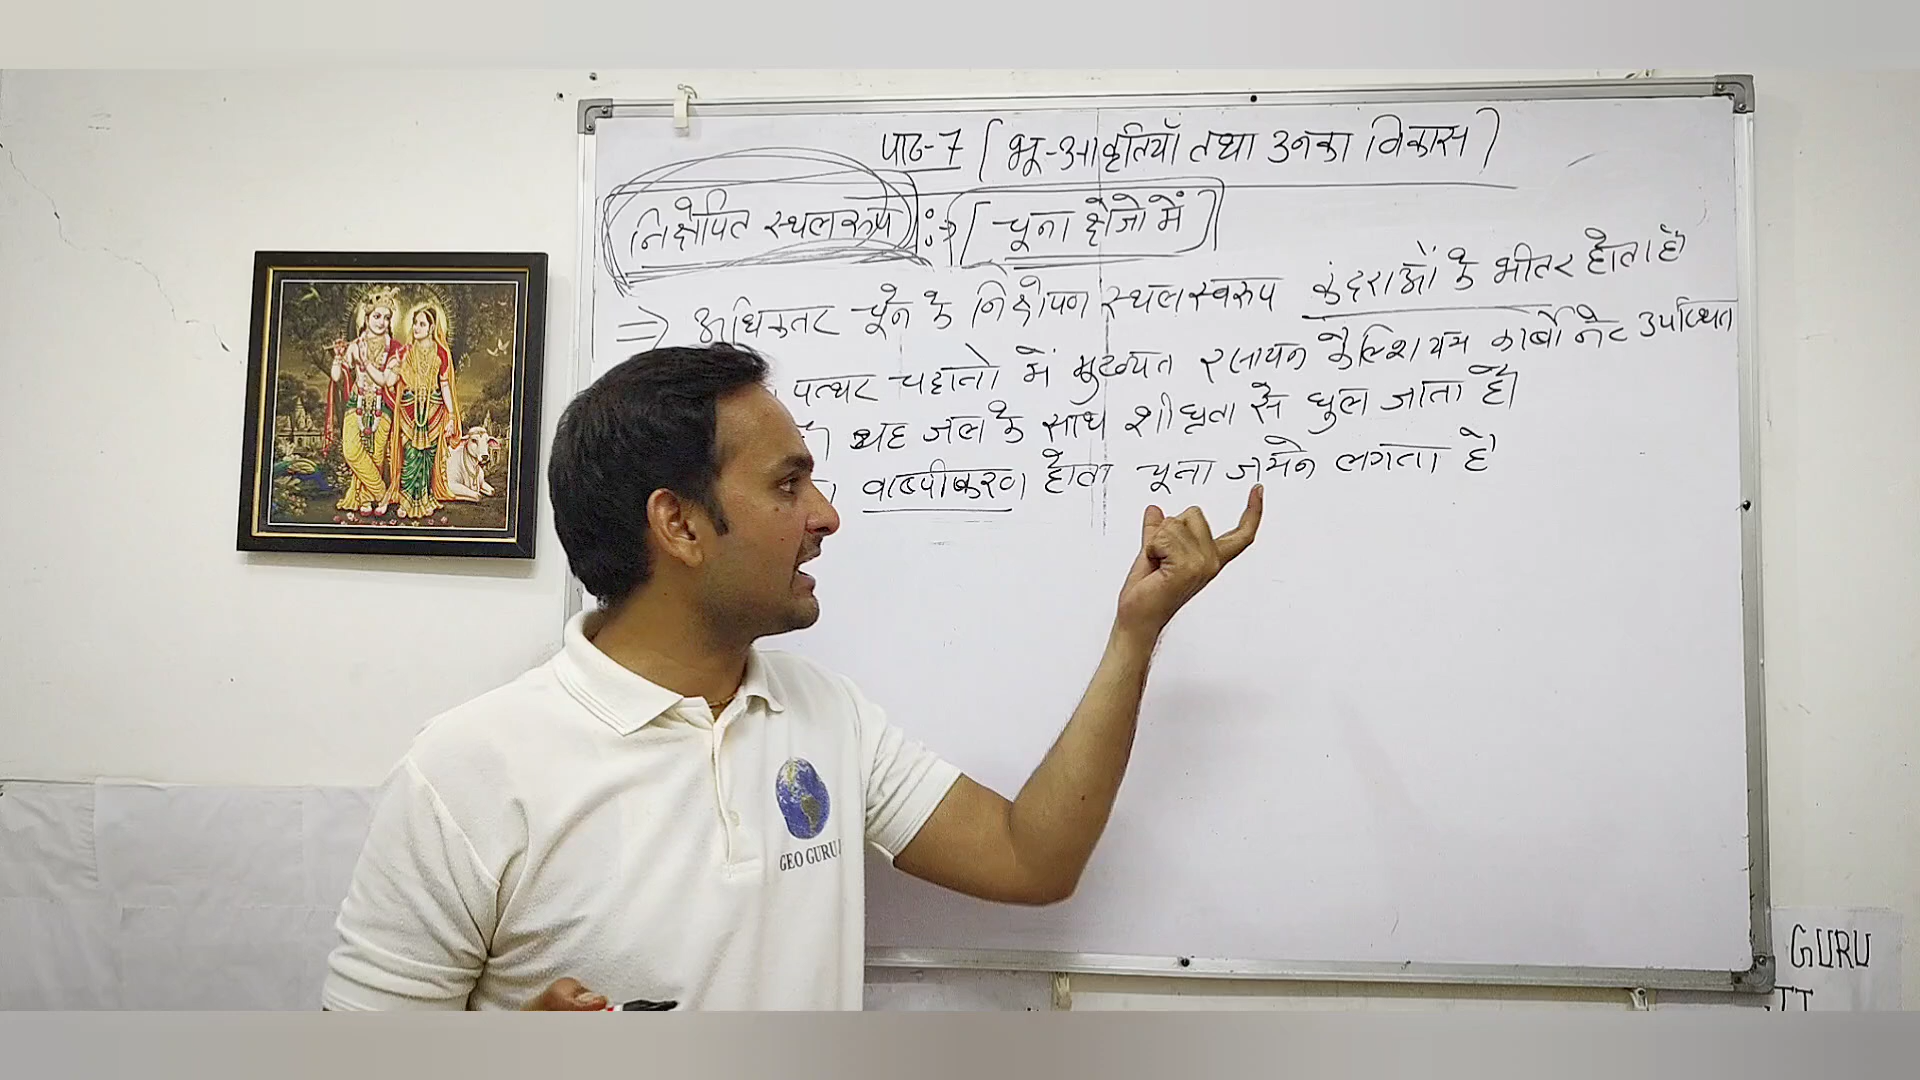 पाठ-7 (भू-आकृतियाँ तथा उनका विकास)
निक्षेपित स्थलरूप :→ [चूना क्षेत्रो में]
⇒ अधिकतर चूने के निक्षेपण स्थलस्वरुप कंदराओं के भीतर होता है
पत्थर चट्टानो में मुख्यत रसायन कैल्शियम कार्बोनेट उपस्थित
यह जल के साथ शीघ्रता से घुल जाता है।
वाष्पीकरण होता चूना जमने लगता है
GEO GURU
GURU